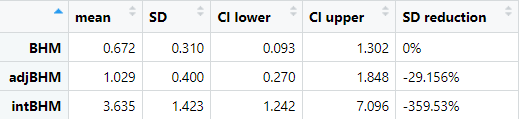 mean SD CI lower CI upper SD reduction
BHM 0.672 0.310 0.093 1.302 0%
adjBHM 1.029 0.400 0.270 1.848 -29.156%
intBHM 3.635 1.423 1.242 7.096 -359.53%